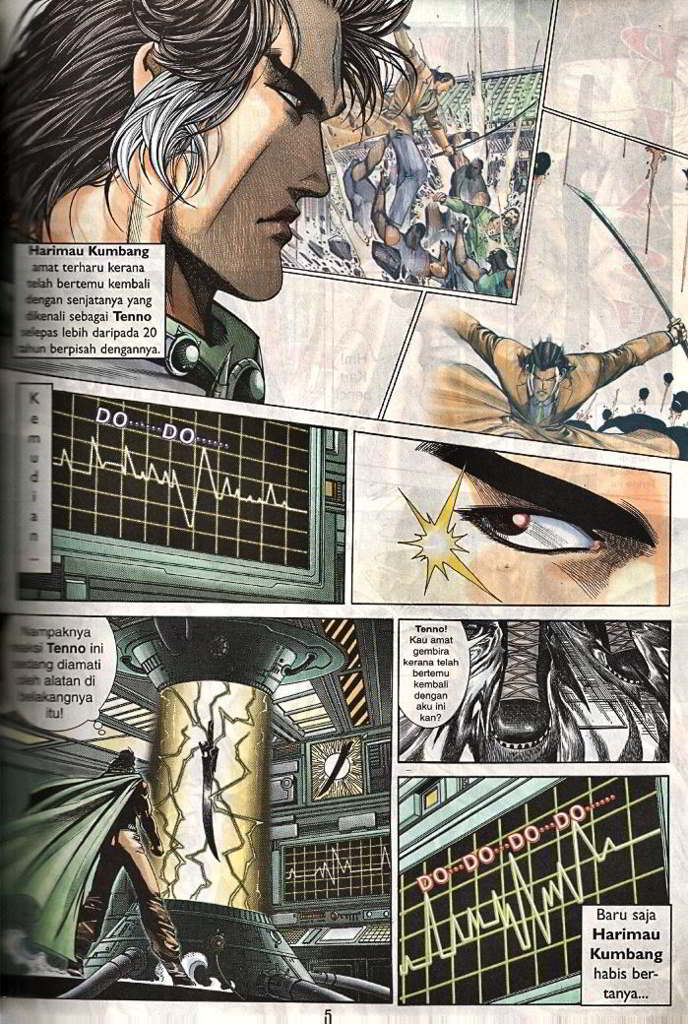 Harimau Kumbang
amat terharu kerana
telah bertemu kembali
dengan senjatanya yang
dikenali sebagai Tenno
selepas lebih daripada 20
tahun berpisah dengannya.
Kemudian
DO......DO......
Nampaknya
reaksi Tenno ini
sedang diamati
oleh alatan di
belakangnya
itu!
Tenno!
Kau amat
gembira
kerana telah
bertemu
kembali
dengan
aku ini
kan?
DO....DO....DO....DO......
Baru saja
Harimau
Kumbang
habis ber-
tanya...
5